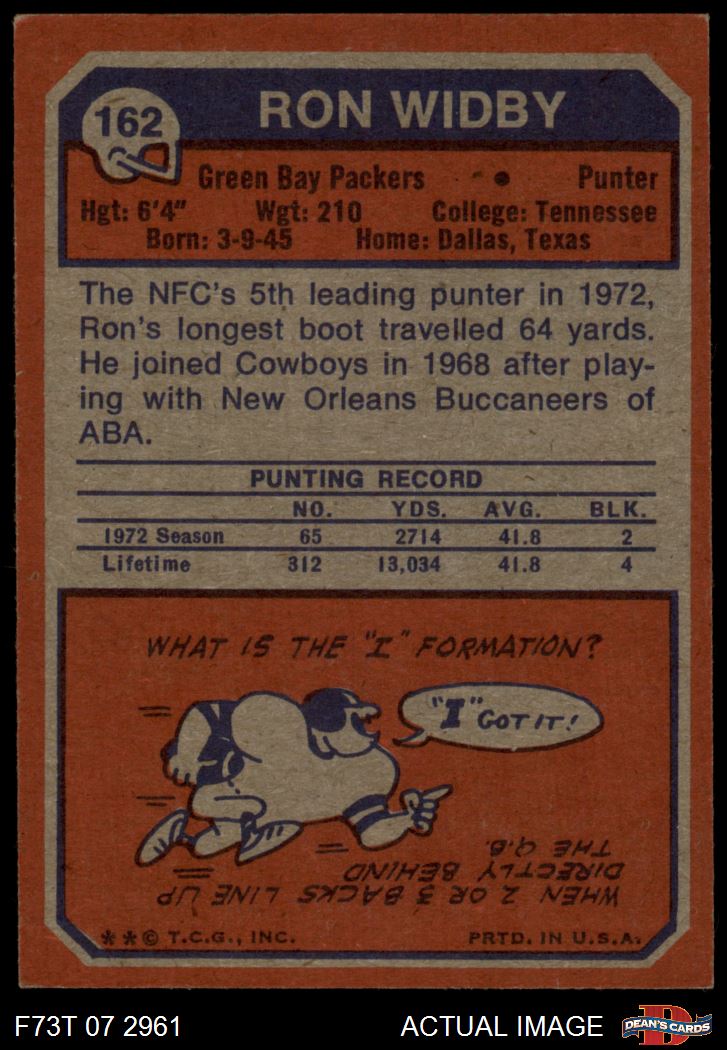 162
RON WIDBY
Green Bay Packers • Punter
Hgt: 6'4" Wgt: 210 College: Tennessee
Born: 3-9-45 Home: Dallas, Texas
The NFC's 5th leading punter in 1972,
Ron's longest boot travelled 64 yards.
He joined Cowboys in 1968 after play-
ing with New Orleans Buccaneers of
ABA.
PUNTING RECORD
NO. YDS. AVG. BLK.
1972 Season 65 2714 41.8 2
Lifetime 312 13,034 41.8 4
WHAT IS THE "I" FORMATION?
"I" GOT IT!
WHEN 2 OR 3 BACKS LINE UP
DIRECTLY BEHIND
THE Q.B.
** © T.C.G., INC. PRTD. IN U.S.A.
F73T 07 2961 ACTUAL IMAGE
D
DEAN'S CARDS